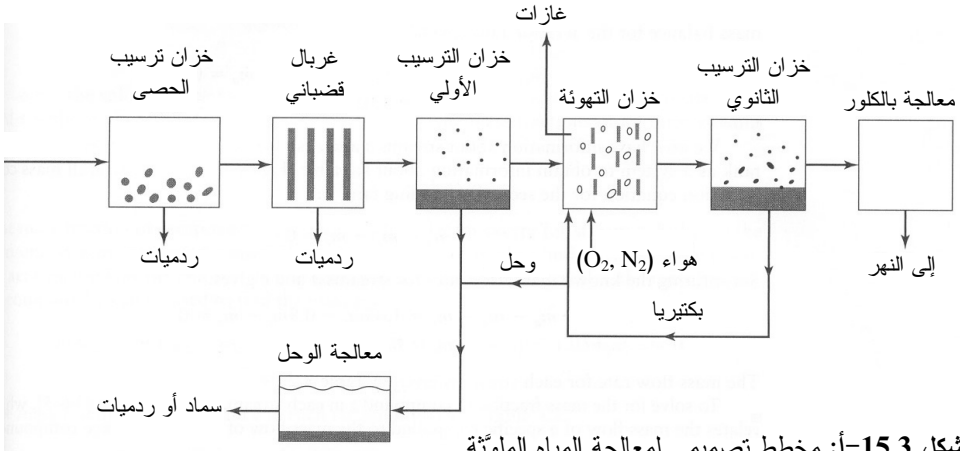 غازات
خزان ترسيب
الحصى
غربال
قضباني
خزان الترسيب
الأولي
خزان التهوئة
خزان الترسيب
الثانوي
معالجة بالكلور
ردميات
ردميات
وحل
هواء (O₂, N₂)
إلى النهر
بكتيريا
معالجة الوحل
سماد أو ردميات
شكل 15.3-أ: مخطط تصميمي لمعالجة المياه الملوَّثة